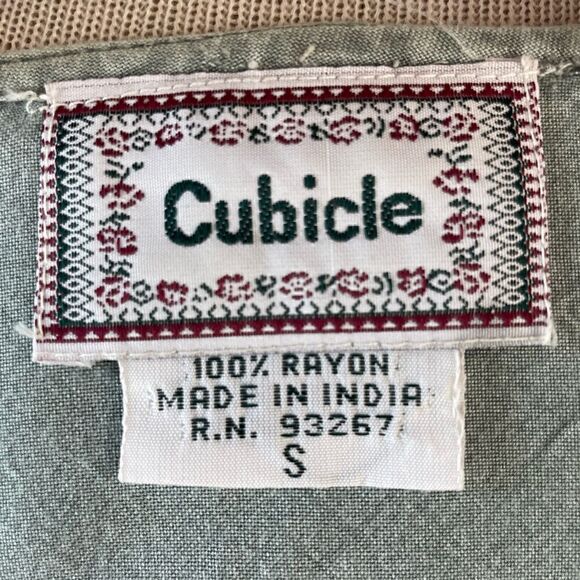 Cubicle
100% RAYON
MADE IN INDIA
R.N. 93267
S